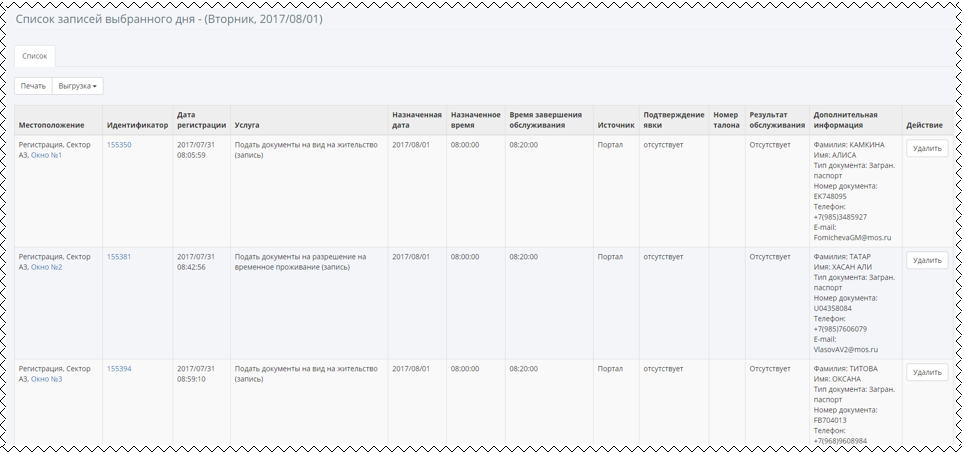 Список записей выбранного дня - (Вторник, 2017/08/01)
Список
Печать Выгрузка
Местоположение Идентификатор Дата регистрации Услуга Назначенная дата Назначенное время Время завершения обслуживания Источник Подтверждение явки Номер талона Результат обслуживания Дополнительная информация Действие
Регистрация, Сектор 155350 2017/07/31 Подать документы на вид на жительство 2017/08/01 08:00:00 08:20:00 Портал отсутствует Отсутствует Фамилия: КАМКИНА Удалить
А3, Окно №1 08:05:59 (запись) Имя: АЛИСА
Тип документа: Загран.
паспорт
Номер документа:
EK748095
Телефон:
+7(985)3485927
E-mail:
FomichevaGM@mos.ru
Регистрация, Сектор 155381 2017/07/31 Подать документы на разрешение на 2017/08/01 08:00:00 08:20:00 Портал отсутствует Отсутствует Фамилия: ТАТАР Удалить
А3, Окно №2 08:42:56 временное проживание (запись) Имя: ХАСАН АЛИ
Тип документа: Загран.
паспорт
Номер документа:
U04358084
Телефон:
+7(985)7606079
E-mail:
VlasovAV2@mos.ru
Регистрация, Сектор 155394 2017/07/31 Подать документы на вид на жительство 2017/08/01 08:00:00 08:20:00 Портал отсутствует Отсутствует Фамилия: ТИТОВА Удалить
А3, Окно №3 08:59:10 (запись) Имя: ОКСАНА
Тип документа: Загран.
паспорт
Номер документа:
FB704013
Телефон:
+7(968)9608984